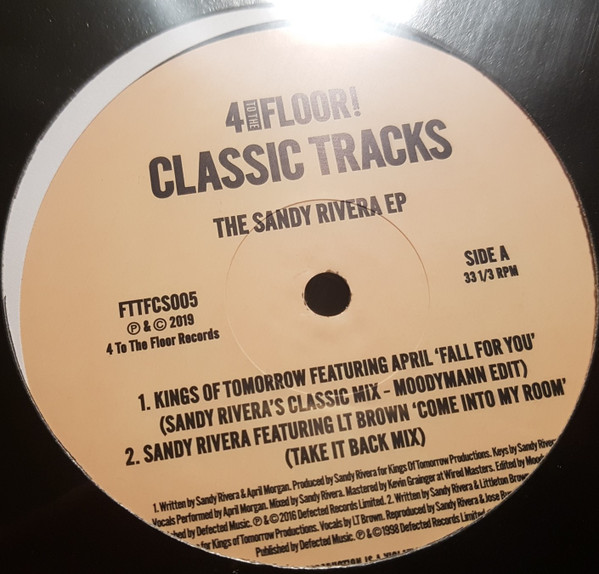 4 TO THE FLOOR!
CLASSIC TRACKS
THE SANDY RIVERA EP
FTTFCS005
℗ & © 2019
4 To The Floor Records
SIDE A
33 1/3 RPM
1. KINGS OF TOMORROW FEATURING APRIL 'FALL FOR YOU'
(SANDY RIVERA'S CLASSIC MIX - MOODYMANN EDIT)
2. SANDY RIVERA FEATURING LT BROWN 'COME INTO MY ROOM'
(TAKE IT BACK MIX)
1. Written by Sandy Rivera & April Morgan. Produced by Sandy Rivera for Kings Of Tomorrow Productions. Keys by Sandy
Vocals Performed by April Morgan. Mixed by Sandy Rivera. Mastered by Kevin Grainger at Wired Masters. Edited by
by Defected Music. ℗ & © 2016 Defected Records Limited. 2. Written by Sandy Rivera & Littleton
for Kings of Tomorrow Productions. Vocals by LT Brown. Produced by Sandy Rivera & Jose
Published by Defected Music. ℗ & © 1998 Defected Records Limited.
IS A